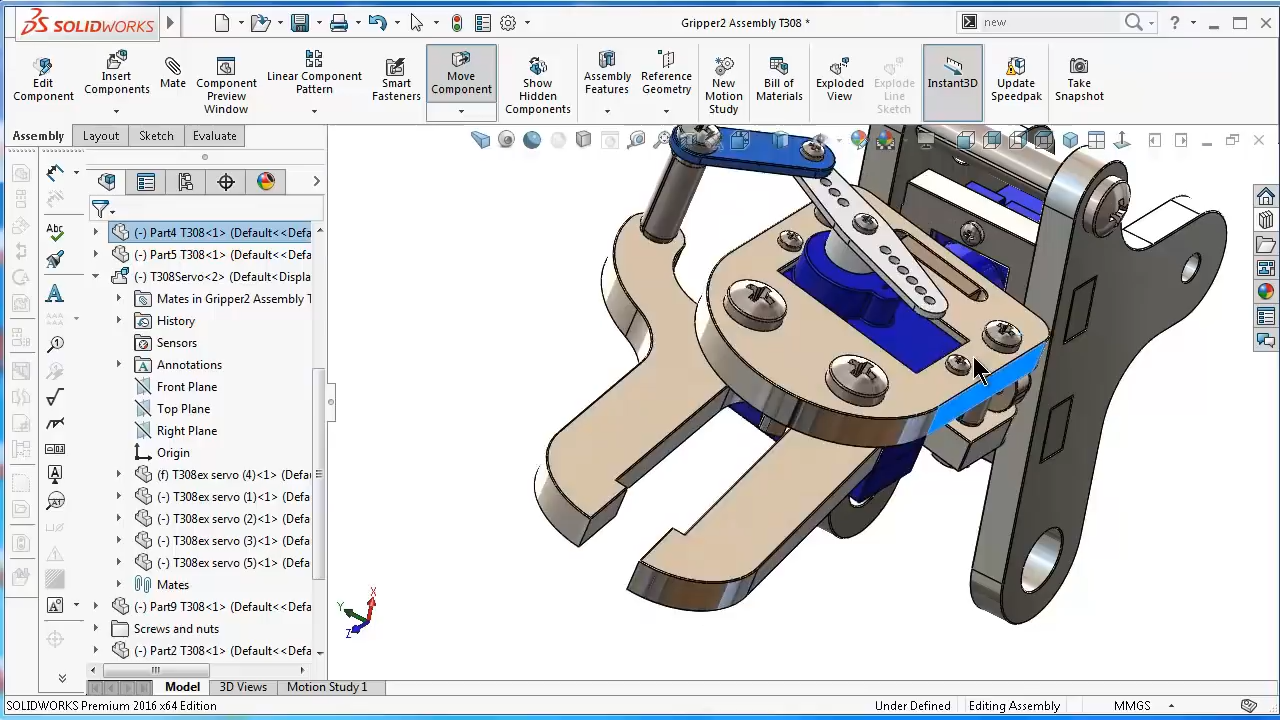 SOLIDWORKS
Gripper2 Assembly T308 *
new
Edit Component
Insert Components
Mate
Component Preview Window
Linear Component Pattern
Smart Fasteners
Move Component
Show Hidden Components
Assembly Features
Reference Geometry
New Motion Study
Bill of Materials
Exploded View
Explode Line Sketch
Instant3D
Update Speedpak
Take Snapshot
Assembly
Layout
Sketch
Evaluate
(-) Part4 T308<1> (Default<<Defa
(-) Part5 T308<1> (Default<<Defa
(-) T308Servo<2> (Default<Displa
Mates in Gripper2 Assembly T
History
Sensors
Annotations
Front Plane
Top Plane
Right Plane
Origin
(f) T308ex servo (4)<1> (Defa
(-) T308ex servo (1)<1> (Defa
(-) T308ex servo (2)<1> (Defa
(-) T308ex servo (3)<1> (Defa
(-) T308ex servo (5)<1> (Defa
Mates
(-) Part9 T308<1> (Default<<Defa
Screws and nuts
(-) Part2 T308<1> (Default<<Defa
X
Y
Z
Model
3D Views
Motion Study 1
SOLIDWORKS Premium 2016 x64 Edition
Under Defined
Editing Assembly
MMGS